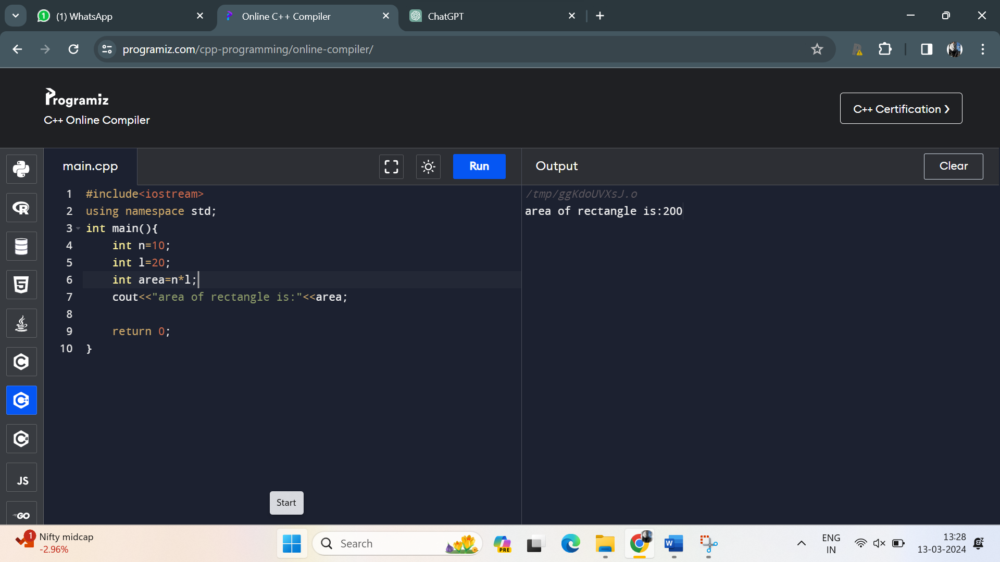 (1) WhatsApp
Online C++ Compiler
ChatGPT
programiz.com/cpp-programming/online-compiler/
Programiz
C++ Online Compiler
C++ Certification ❯
main.cpp
Run
Output
Clear
1 #include<iostream>
2 using namespace std;
3 int main(){
4 int n=10;
5 int l=20;
6 int area=n*l;
7 cout<<"area of rectangle is:"<<area;
8
9 return 0;
10 }
/tmp/ggKdoUVXsJ.o
area of rectangle is:200
JS
GO
Start
1
Nifty midcap
-2.96%
Search
PRE
ENG
IN
13:28
13-03-2024